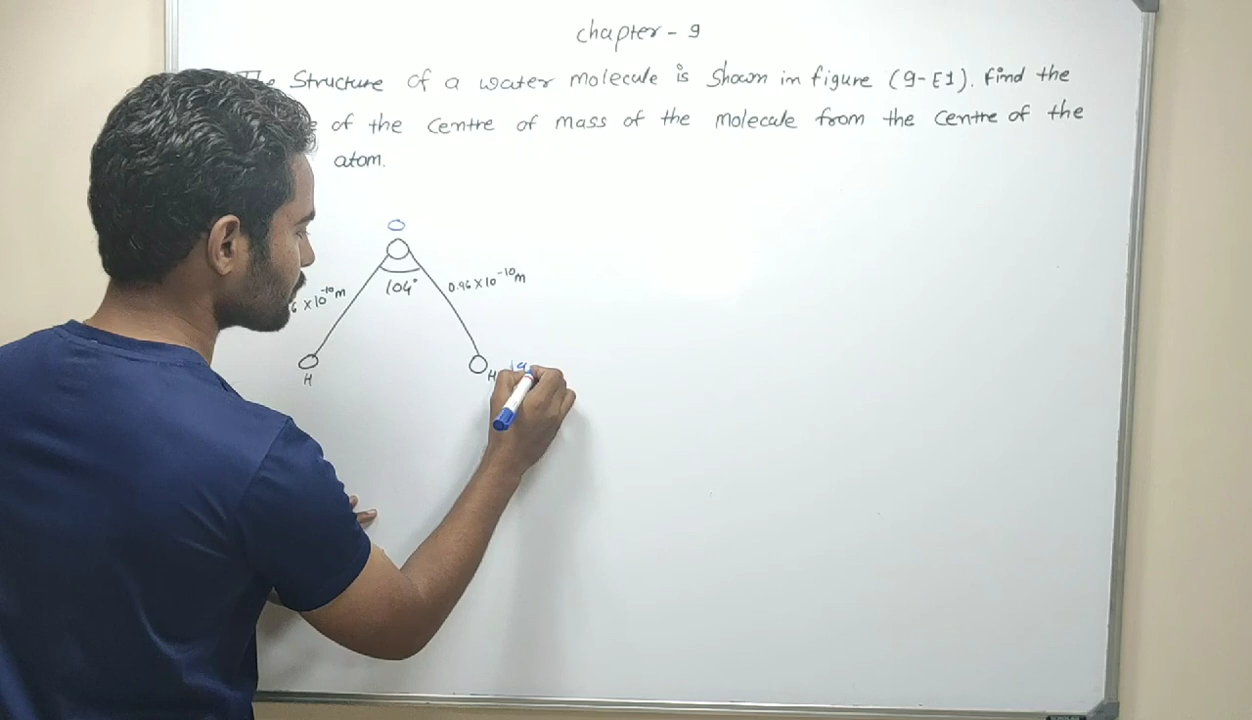 chapter - 9
The Structure of a water molecule is shown in figure (9-E1). Find the
of the centre of mass of the molecule from the centre of the
atom.
O
104°
0.96 X 10⁻¹⁰m
6 X 10⁻¹⁰m
H
H